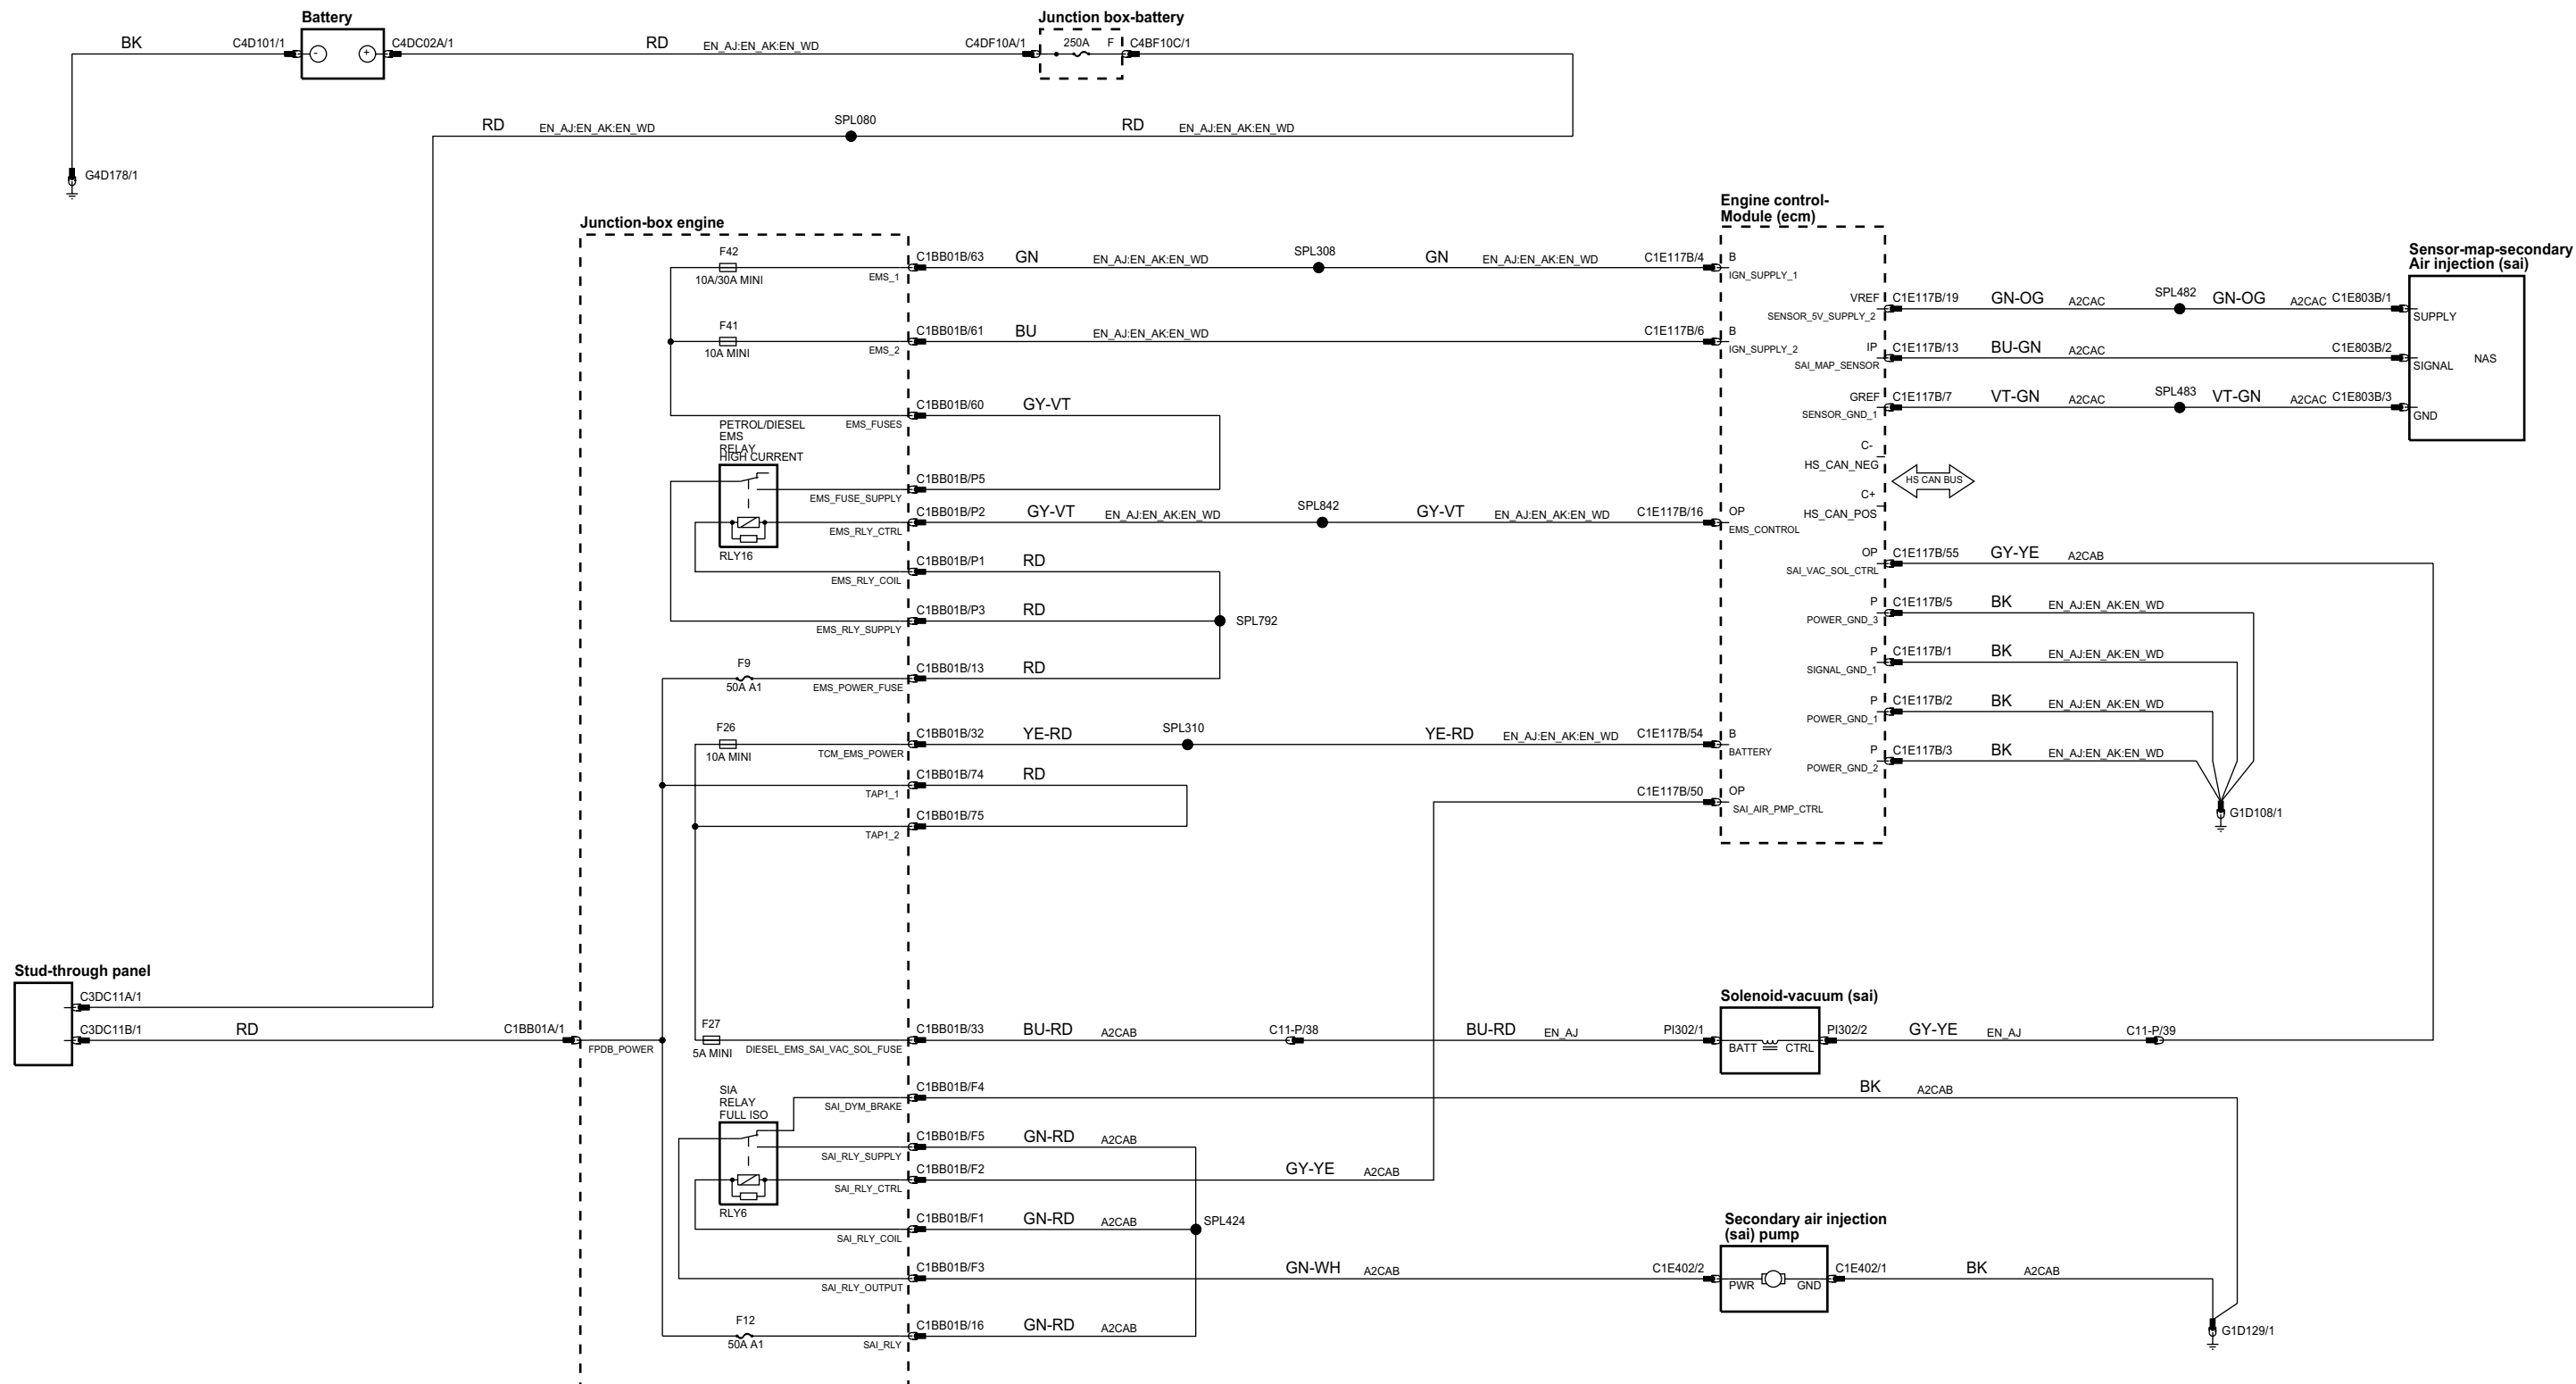 Battery
Junction box-battery
BK
C4D101/1
-
+
C4DC02A/1
RD
EN_AJ:EN_AK:EN_WD
C4DF10A/1
250A
F
C4BF10C/1
RD
EN_AJ:EN_AK:EN_WD
SPL080
RD
EN_AJ:EN_AK:EN_WD
G4D178/1
Junction-box engine
Engine control-
Module (ecm)
Sensor-map-secondary
Air injection (sai)
F42
10A/30A MINI
EMS_1
C1BB01B/63
GN
EN_AJ:EN_AK:EN_WD
SPL308
GN
EN_AJ:EN_AK:EN_WD
C1E117B/4
B
IGN_SUPPLY_1
VREF
SENSOR_5V_SUPPLY_2
C1E117B/19
GN-OG
A2CAC
SPL482
GN-OG
A2CAC
C1E803B/1
SUPPLY
F41
10A MINI
EMS_2
C1BB01B/61
BU
EN_AJ:EN_AK:EN_WD
C1E117B/6
B
IGN_SUPPLY_2
IP
SAI_MAP_SENSOR
C1E117B/13
BU-GN
A2CAC
C1E803B/2
SIGNAL
NAS
GREF
SENSOR_GND_1
C1E117B/7
VT-GN
A2CAC
SPL483
VT-GN
A2CAC
C1E803B/3
GND
C1BB01B/60
GY-VT
EMS_FUSES
PETROL/DIESEL
EMS
RELAY
HIGH CURRENT
RLY16
C-
HS_CAN_NEG
HS CAN BUS
C+
HS_CAN_POS
C1BB01B/P5
EMS_FUSE_SUPPLY
C1BB01B/P2
GY-VT
EN_AJ:EN_AK:EN_WD
EMS_RLY_CTRL
SPL842
GY-VT
EN_AJ:EN_AK:EN_WD
C1E117B/16
OP
EMS_CONTROL
C1BB01B/P1
RD
EMS_RLY_COIL
OP
SAI_VAC_SOL_CTRL
C1E117B/55
GY-YE
A2CAB
C1BB01B/P3
RD
EMS_RLY_SUPPLY
SPL792
P
POWER_GND_3
C1E117B/5
BK
EN_AJ:EN_AK:EN_WD
F9
50A A1
EMS_POWER_FUSE
C1BB01B/13
RD
P
SIGNAL_GND_1
C1E117B/1
BK
EN_AJ:EN_AK:EN_WD
P
POWER_GND_1
C1E117B/2
BK
EN_AJ:EN_AK:EN_WD
F26
10A MINI
TCM_EMS_POWER
C1BB01B/32
YE-RD
SPL310
YE-RD
EN_AJ:EN_AK:EN_WD
C1E117B/54
B
BATTERY
P
POWER_GND_2
C1E117B/3
BK
EN_AJ:EN_AK:EN_WD
C1BB01B/74
RD
TAP1_1
C1E117B/50
OP
SAI_AIR_PMP_CTRL
G1D108/1
C1BB01B/75
TAP1_2
Stud-through panel
C3DC11A/1
C3DC11B/1
RD
C1BB01A/1
FPDB_POWER
Solenoid-vacuum (sai)
F27
5A MINI
DIESEL_EMS_SAI_VAC_SOL_FUSE
C1BB01B/33
BU-RD
A2CAB
C11-P/38
BU-RD
EN_AJ
PI302/1
BATT
CTRL
PI302/2
GY-YE
EN_AJ
C11-P/39
SIA
RELAY
FULL ISO
RLY6
C1BB01B/F4
SAI_DYM_BRAKE
BK
A2CAB
C1BB01B/F5
GN-RD
A2CAB
SAI_RLY_SUPPLY
C1BB01B/F2
SAI_RLY_CTRL
GY-YE
A2CAB
C1BB01B/F1
GN-RD
A2CAB
SAI_RLY_COIL
SPL424
Secondary air injection
(sai) pump
C1BB01B/F3
SAI_RLY_OUTPUT
GN-WH
A2CAB
C1E402/2
PWR
GND
C1E402/1
BK
A2CAB
F12
50A A1
SAI_RLY
C1BB01B/16
GN-RD
A2CAB
G1D129/1